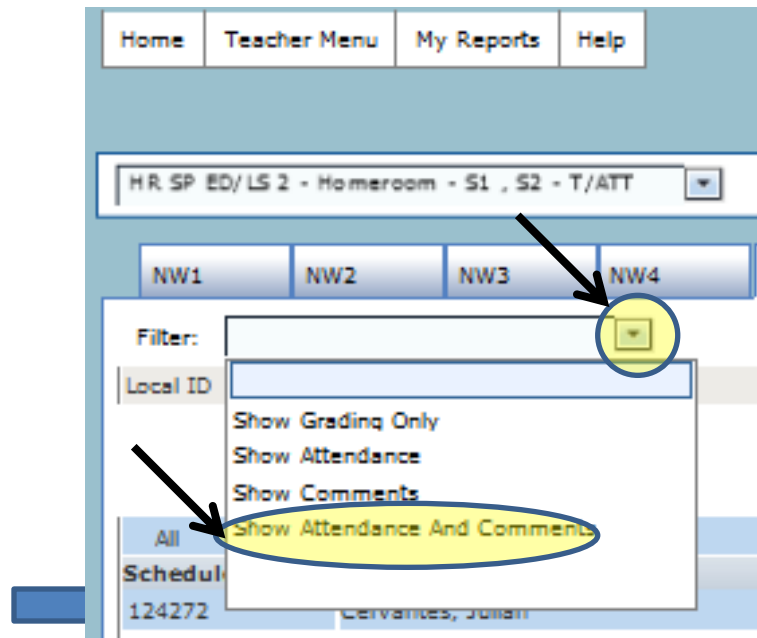 Home Teacher Menu My Reports Help
HR SP ED/LS 2 - Homeroom - S1 , S2 - T/ATT
NW1 NW2 NW3 NW4
Filter:
Local ID
Show Grading Only
Show Attendance
Show Comments
Show Attendance And Comments
All
Schedul
124272 Cervantes, Julian